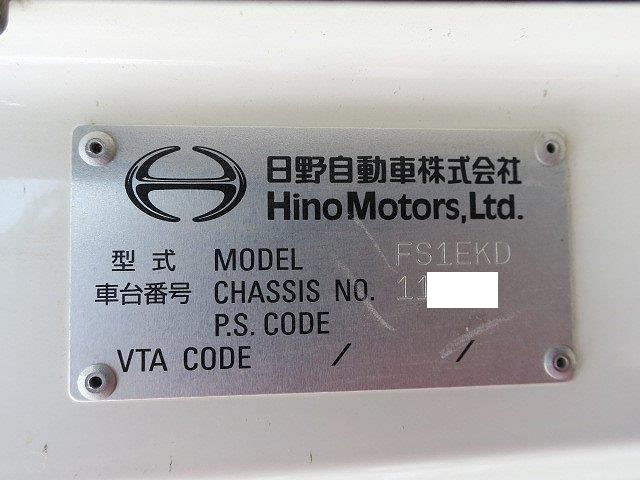 日野自動車株式会社
Hino Motors, Ltd.
型式 MODEL FS1EKD
車台番号 CHASSIS NO. 11
P.S. CODE
VTA CODE / /